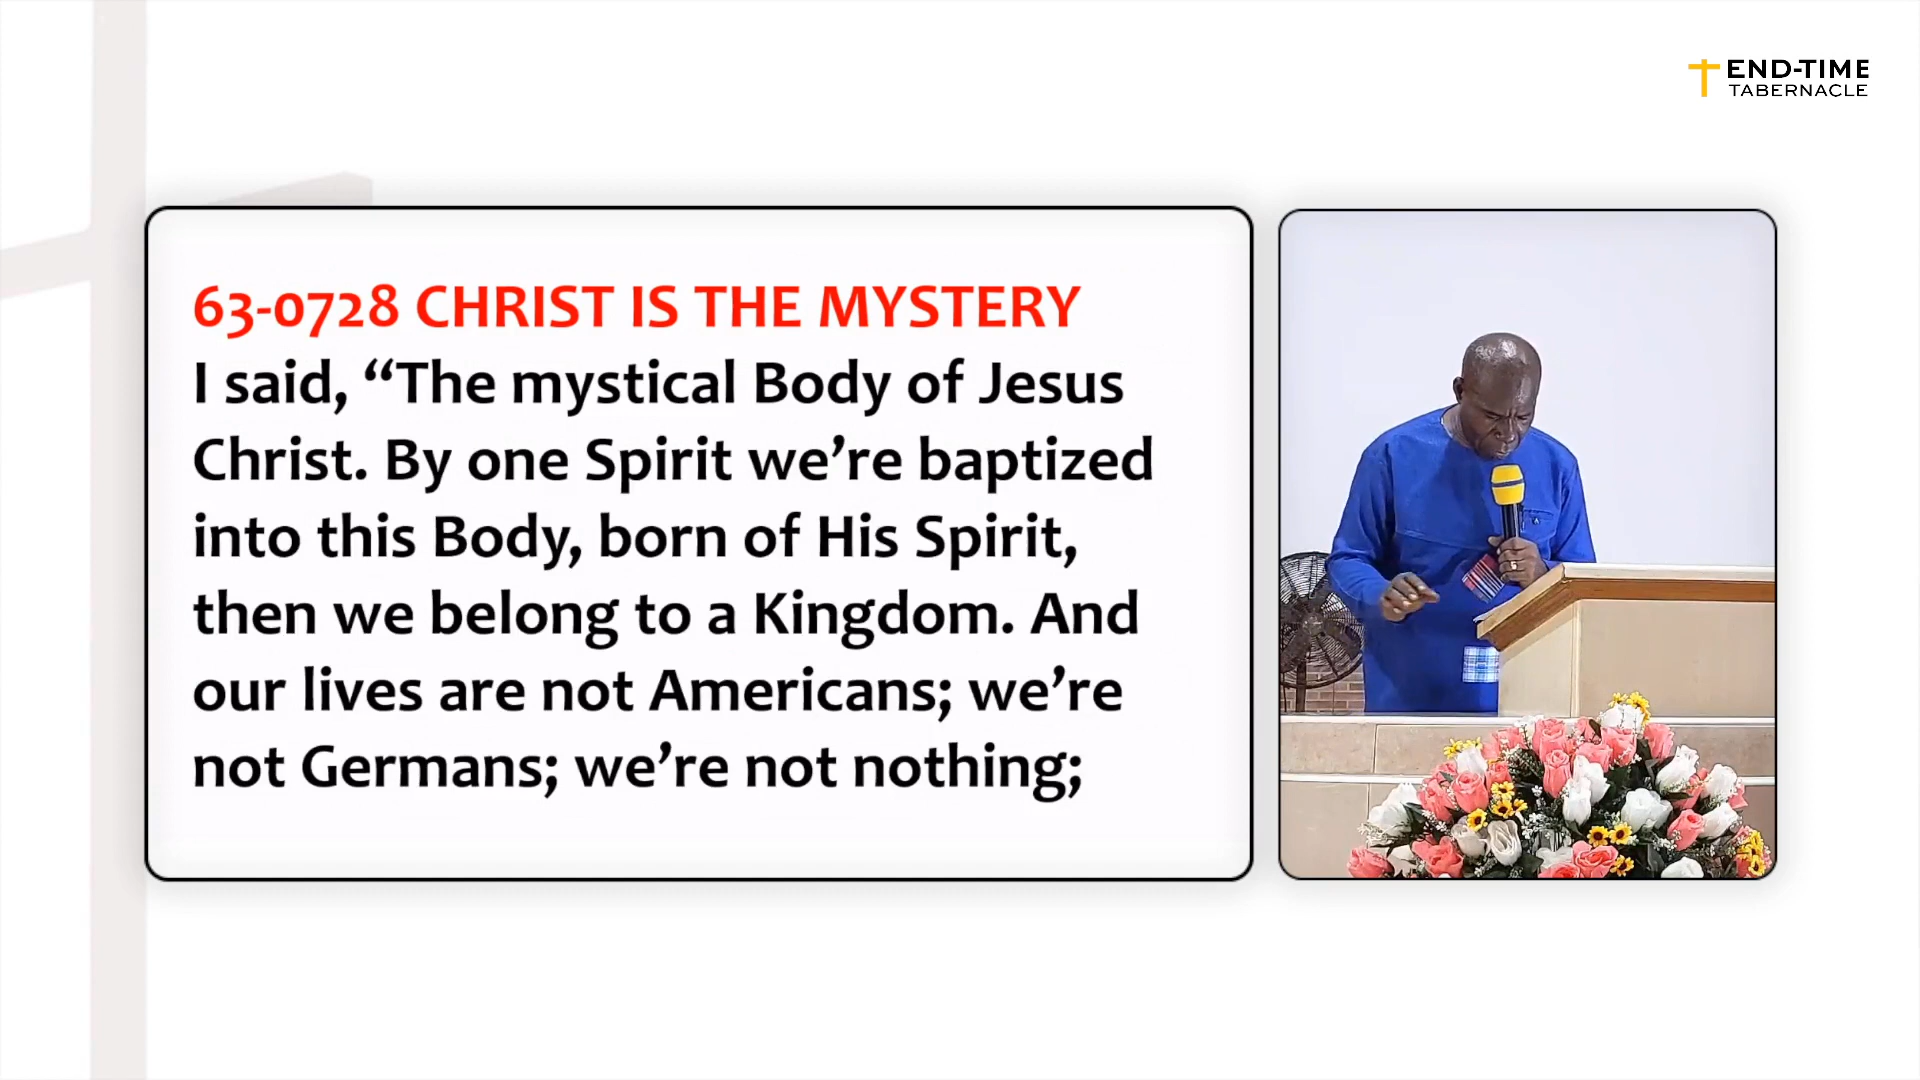 END-TIME
TABERNACLE
63-0728 CHRIST IS THE MYSTERY
I said, “The mystical Body of Jesus
Christ. By one Spirit we’re baptized
into this Body, born of His Spirit,
then we belong to a Kingdom. And
our lives are not Americans; we’re
not Germans; we’re not nothing;